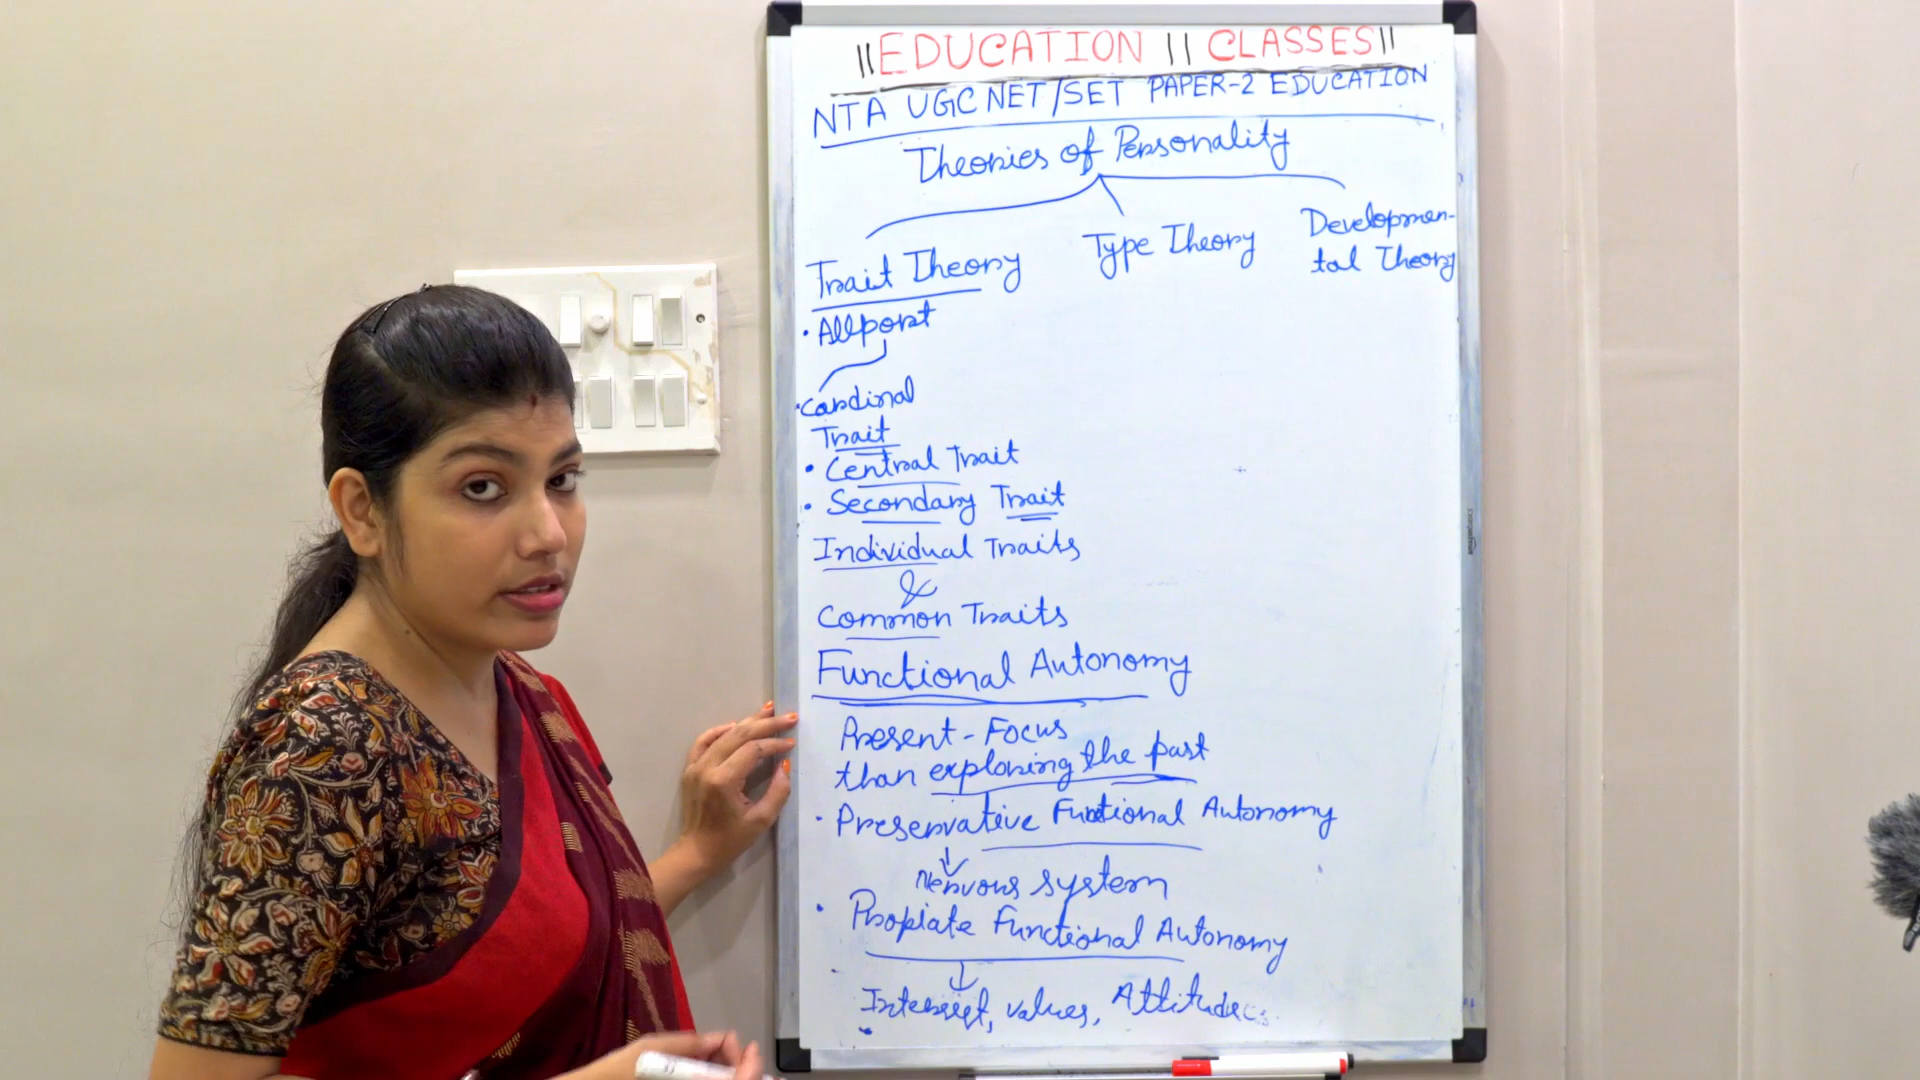 ||EDUCATION || CLASSES||
NTA UGC NET/SET PAPER-2 EDUCATION
Theories of Personality
Trait Theory
Type Theory
Developmen-
tal Theory
• Allport
• Cardinal
Trait
• Central Trait
• Secondary Trait
Individual Traits
&
Common Traits
Functional Autonomy
Present - Focus
than exploring the past
• Preservative Functional Autonomy
Nervous system
• Propiate Functional Autonomy
Interest, values, Attitudes